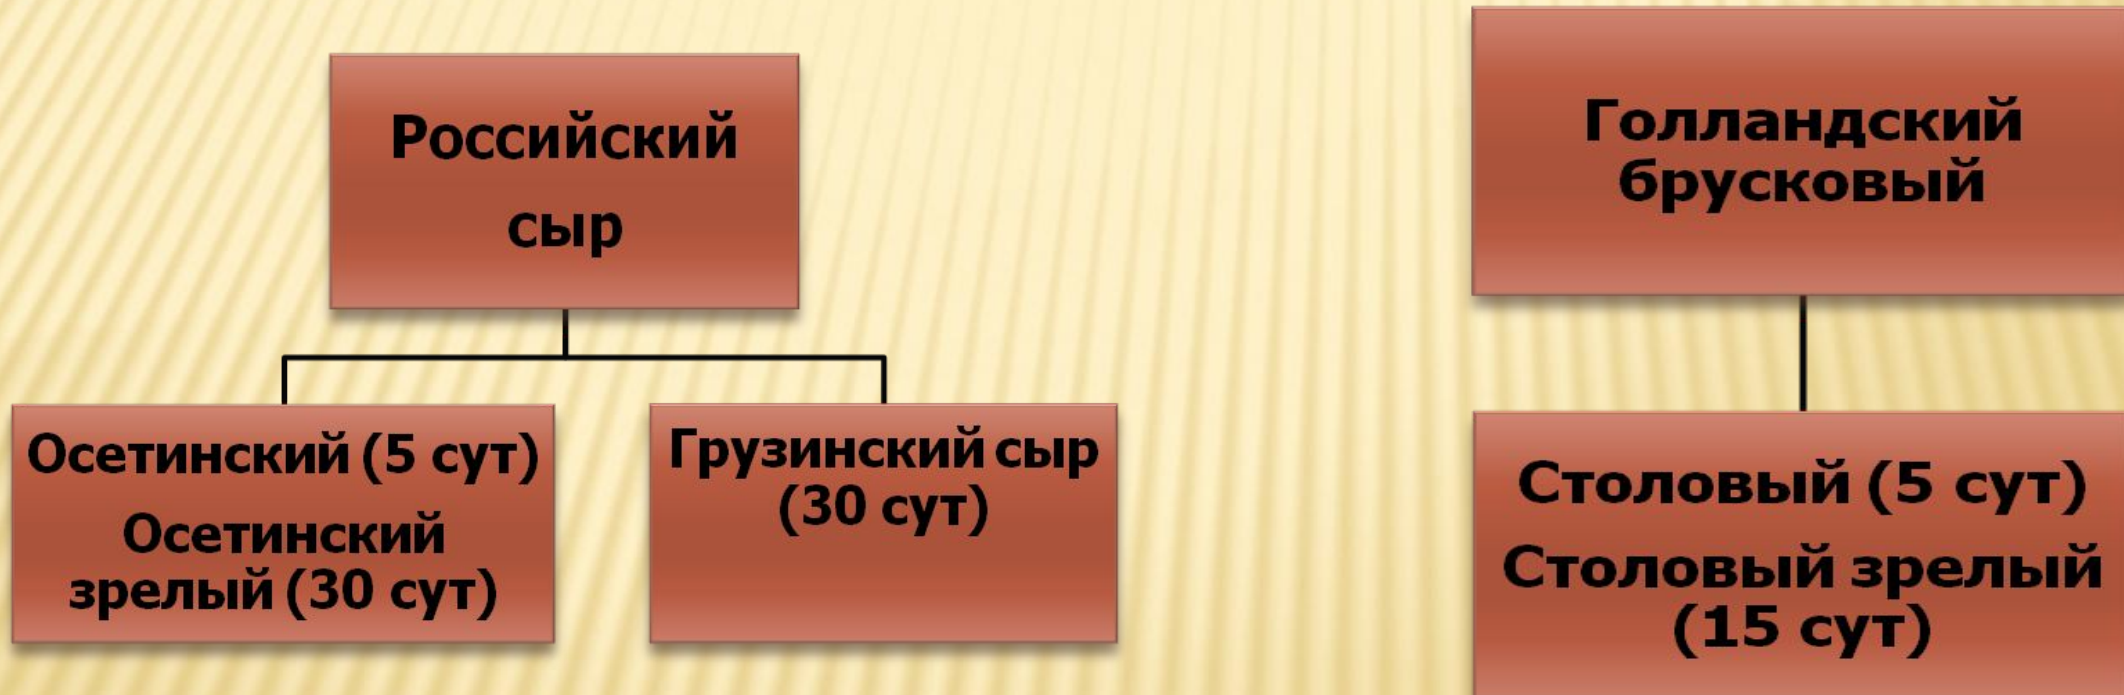 Российский
сыр
Осетинский (5 сут)
Осетинский
зрелый (30 сут)
Грузинский сыр
(30 сут)
Голландский
брусковый
Столовый (5 сут)
Столовый зрелый
(15 сут)